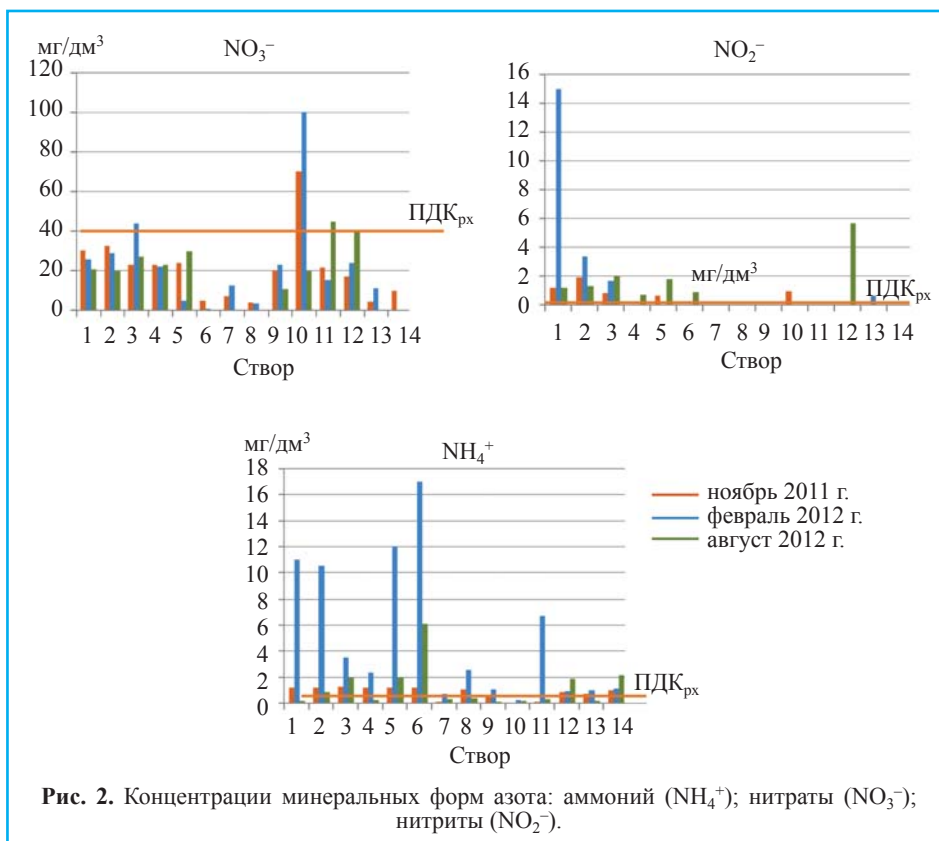 мг/дм³
NO₃⁻
120
100
80
60
40
20
0
ПДКрх
1 2 3 4 5 6 7 8 9 10 11 12 13 14
Створ
NO₂⁻
16
14
12
10
8
6
4
2
0
мг/дм³
ПДКрх
1 2 3 4 5 6 7 8 9 10 11 12 13 14
Створ
мг/дм³
NH₄⁺
18
16
14
12
10
8
6
4
2
0
ПДКрх
1 2 3 4 5 6 7 8 9 10 11 12 13 14
Створ
ноябрь 2011 г.
февраль 2012 г.
август 2012 г.
Рис. 2. Концентрации минеральных форм азота: аммоний (NH₄⁺); нитраты (NO₃⁻);
нитриты (NO₂⁻).